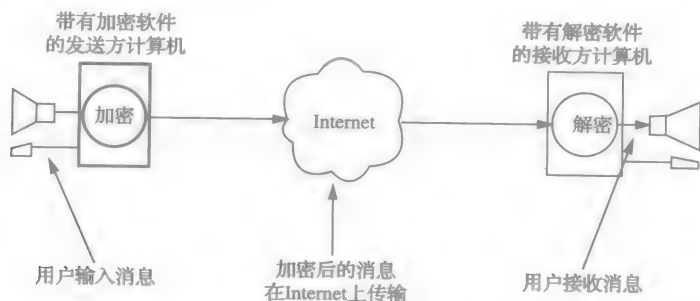 带有加密软件
的发送方计算机
带有解密软件
的接收方计算机
加密
Internet
解密
用户输入消息
加密后的消息
在Internet上传输
用户接收消息